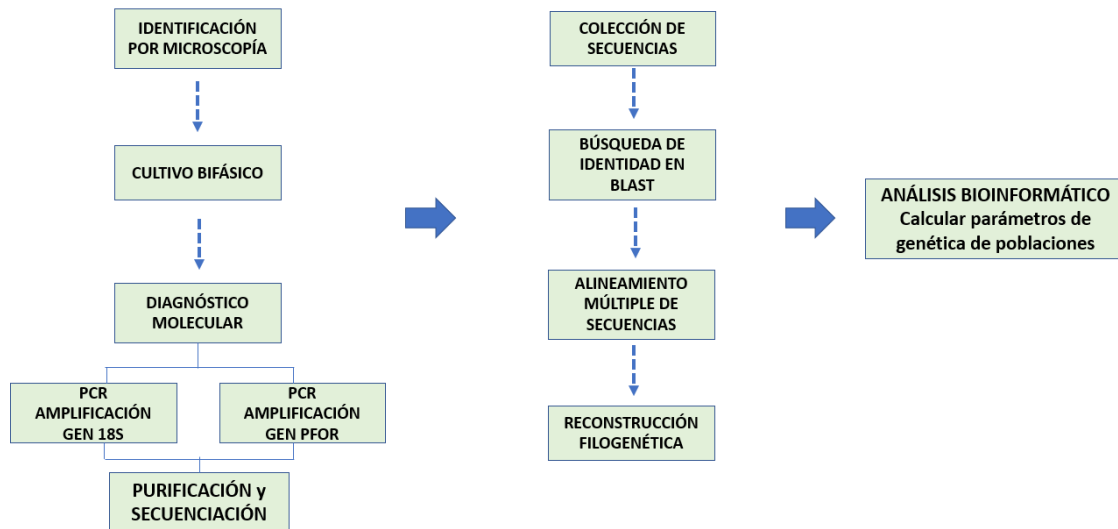 IDENTIFICACIÓN
POR MICROSCOPÍA
CULTIVO BIFÁSICO
DIAGNÓSTICO
MOLECULAR
PCR
AMPLIFICACIÓN
GEN 18S
PCR
AMPLIFICACIÓN
GEN PFOR
PURIFICACIÓN y
SECUENCIACIÓN
COLECCIÓN DE
SECUENCIAS
BÚSQUEDA DE
IDENTIDAD EN
BLAST
ALINEAMIENTO
MÚLTIPLE DE
SECUENCIAS
RECONSTRUCCIÓN
FILOGENÉTICA
ANÁLISIS BIOINFORMÁTICO
Calcular parámetros de
genética de poblaciones